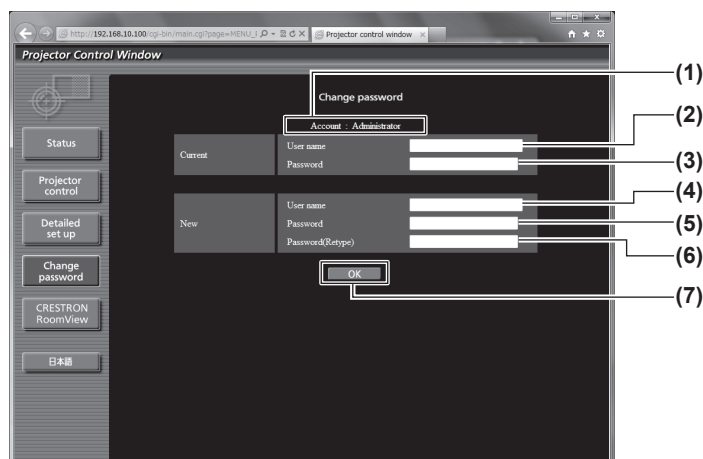 http://192.168.10.100/cgi-bin/main.cgi?page=MENU_I
Projector control window
Projector Control Window
(1)
Change password
Account : Administrator
(2)
Status
Current
User name
Password
(3)
Projector control
(4)
User name
Detailed set up
New
Password
(5)
Password(Retype)
(6)
Change password
OK
(7)
CRESTRON RoomView
日本語